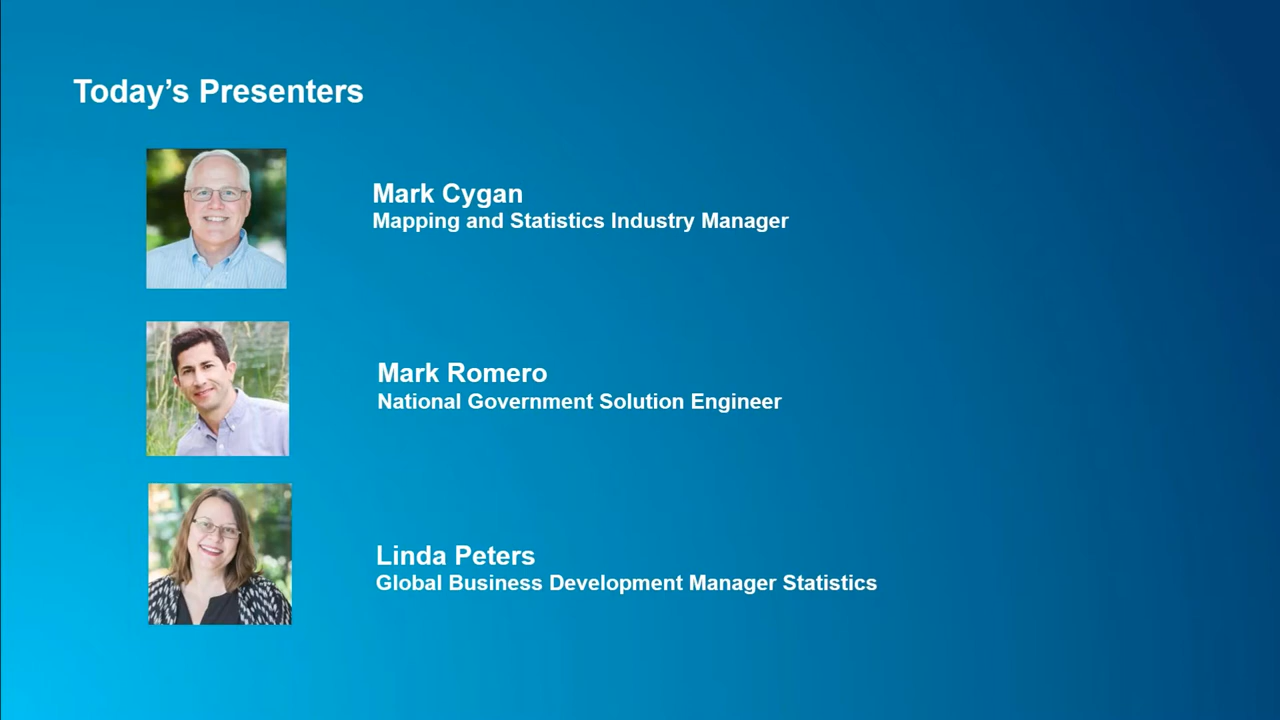 Today’s Presenters
Mark Cygan
Mapping and Statistics Industry Manager
Mark Romero
National Government Solution Engineer
Linda Peters
Global Business Development Manager Statistics